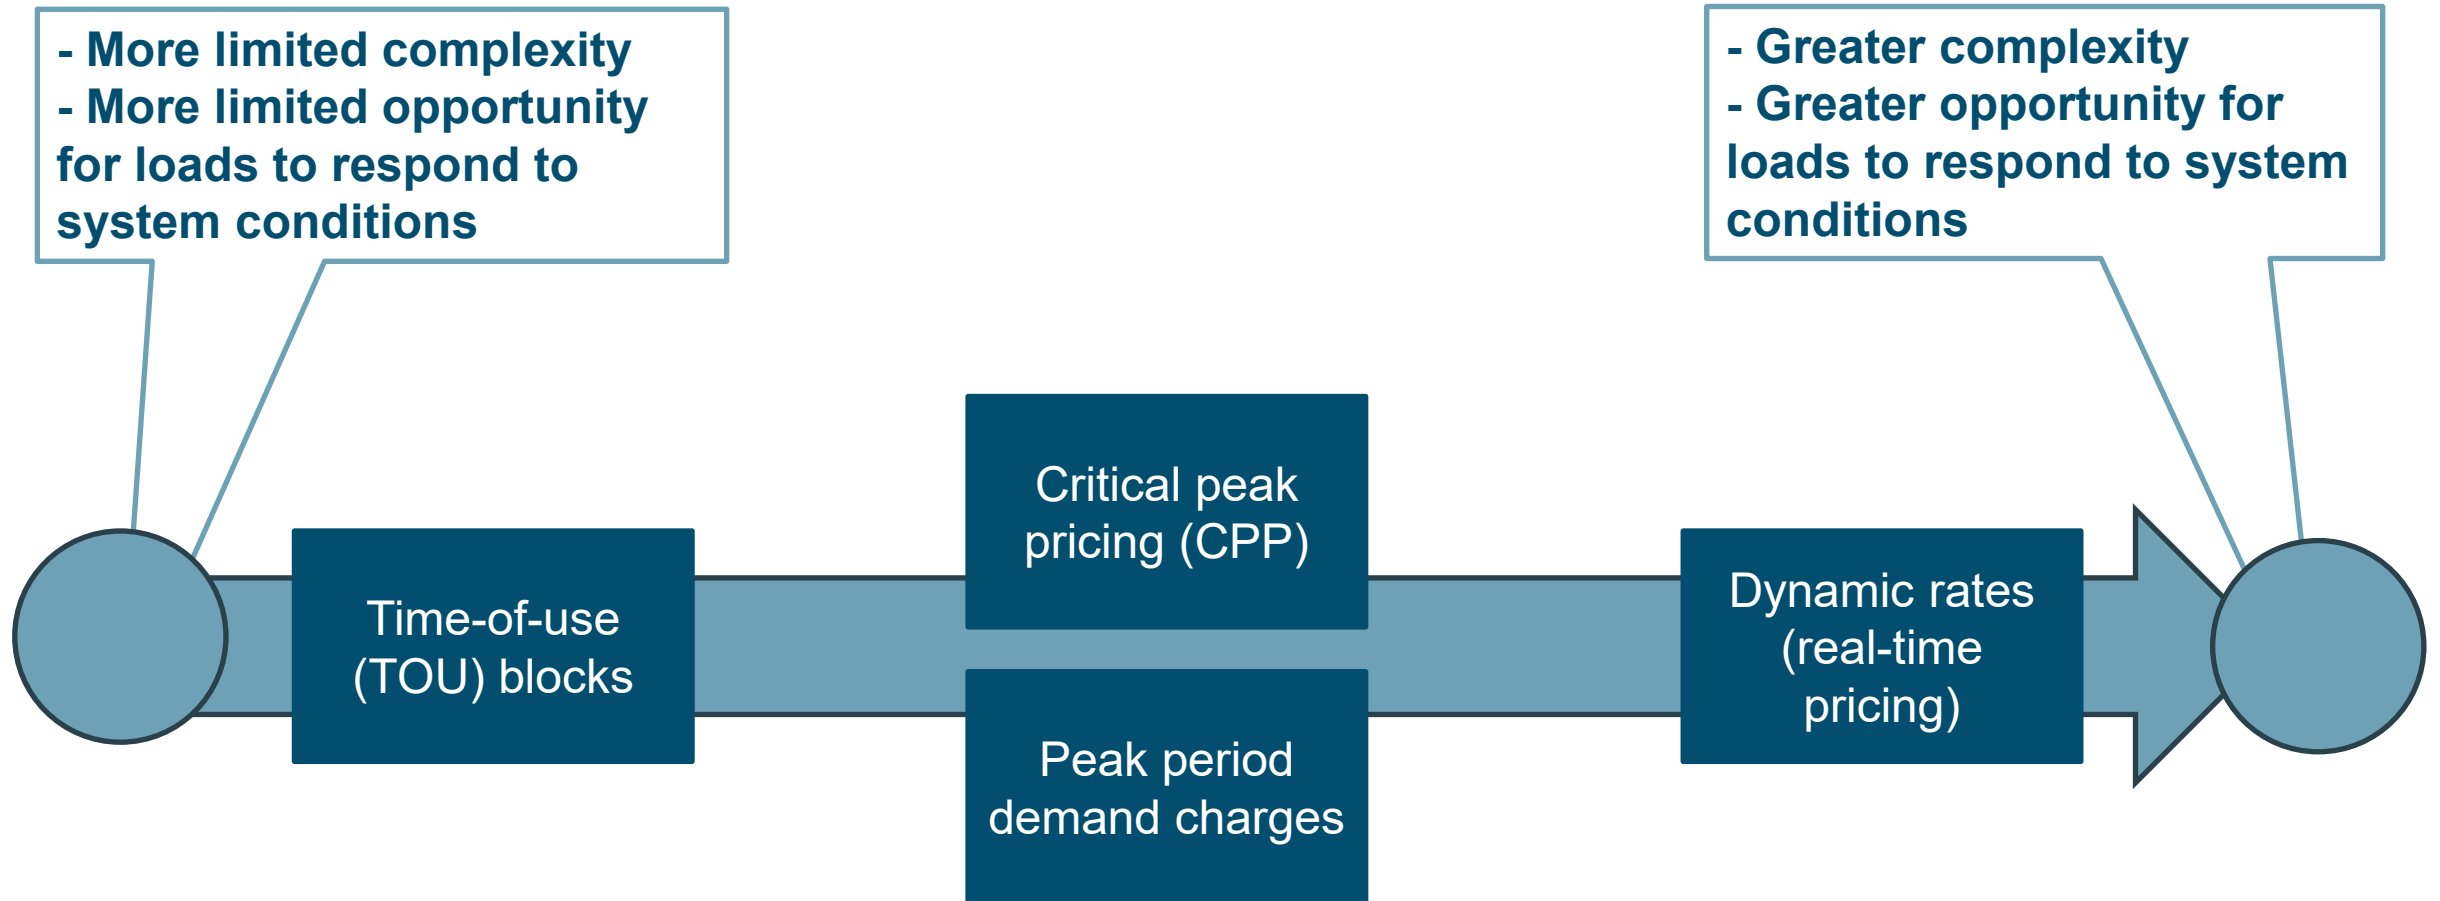 - More limited complexity
- More limited opportunity
for loads to respond to
system conditions
- Greater complexity
- Greater opportunity for
loads to respond to system
conditions
Time-of-use
(TOU) blocks
Critical peak
pricing (CPP)
Peak period
demand charges
Dynamic rates
(real-time
pricing)